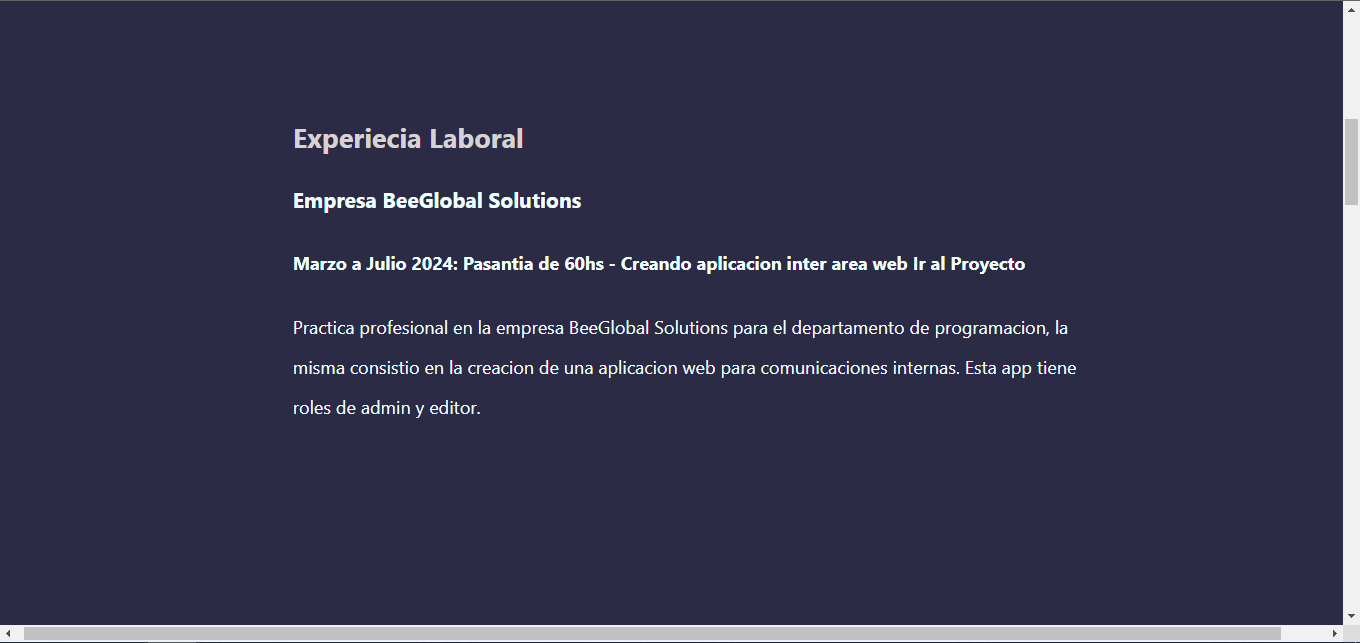 Experiecia Laboral
Empresa BeeGlobal Solutions
Marzo a Julio 2024: Pasantia de 60hs - Creando aplicacion inter area web Ir al Proyecto
Practica profesional en la empresa BeeGlobal Solutions para el departamento de programacion, la
misma consistio en la creacion de una aplicacion web para comunicaciones internas. Esta app tiene
roles de admin y editor.